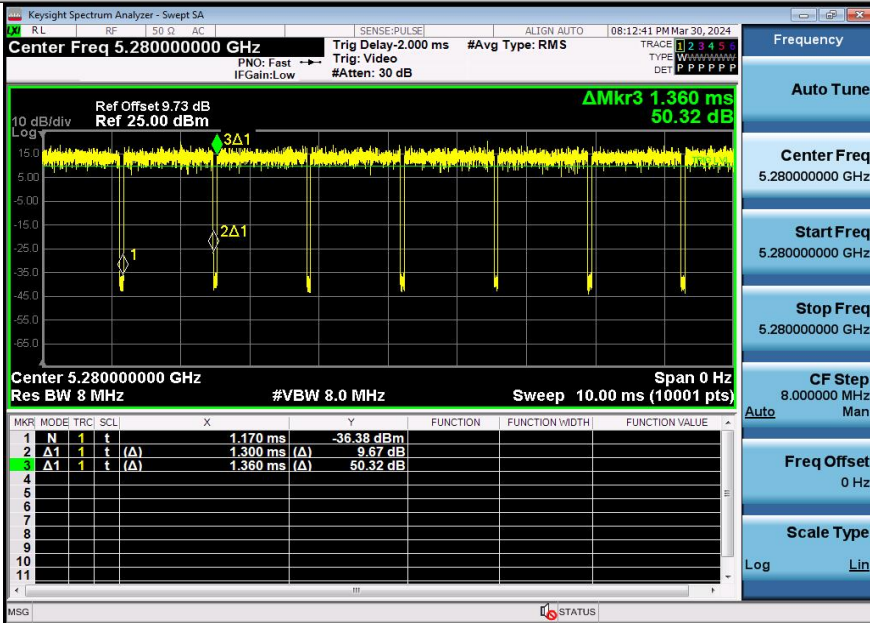 Keysight Spectrum Analyzer - Swept SA
LXI RL RF 50 Ω AC SENSE:PULSE ALIGN AUTO 08:12:41 PM Mar 30, 2024
Center Freq 5.280000000 GHz
PNO: Fast
IFGain:Low
Trig Delay-2.000 ms
Trig: Video
#Atten: 30 dB
#Avg Type: RMS
TRACE 1 2 3 4 5 6
TYPE WWWWWW
DET P P P P P P
ΔMkr3 1.360 ms
50.32 dB
Ref Offset 9.73 dB
10 dB/div Ref 25.00 dBm
Log
15.0
5.00
-5.00
-15.0
-25.0
-35.0
-45.0
-55.0
-65.0
3Δ1
2Δ1
1
Center 5.280000000 GHz Span 0 Hz
Res BW 8 MHz #VBW 8.0 MHz Sweep 10.00 ms (10001 pts)
MKR MODE TRC SCL X Y FUNCTION FUNCTION WIDTH FUNCTION VALUE
1 N 1 t 1.170 ms -36.38 dBm
2 Δ1 1 t (Δ) 1.300 ms (Δ) 9.67 dB
3 Δ1 1 t (Δ) 1.360 ms (Δ) 50.32 dB
4
5
6
7
8
9
10
11
MSG STATUS
Frequency
Auto Tune
Center Freq
5.280000000 GHz
Start Freq
5.280000000 GHz
Stop Freq
5.280000000 GHz
CF Step
8.000000 MHz
Auto Man
Freq Offset
0 Hz
Scale Type
Log Lin